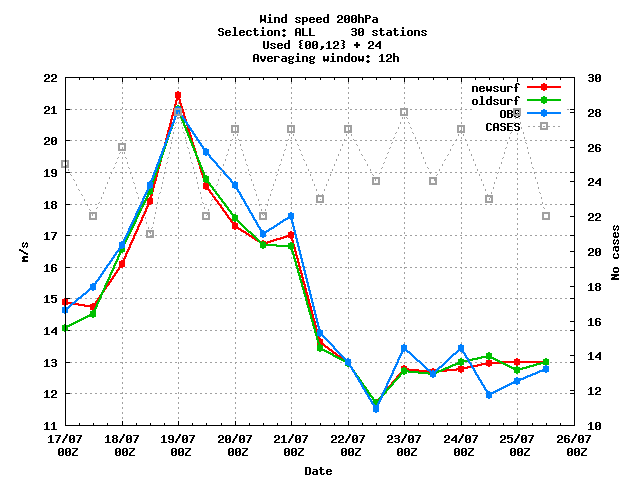 Wind speed 200hPa
Selection: ALL 30 stations
Used {00,12} + 24
Averaging window: 12h
newsurf
oldsurf
OBS
CASES
22
21
20
19
18
17
16
15
14
13
12
11
m/s
30
28
26
24
22
20
18
16
14
12
10
No cases
17/07 18/07 19/07 20/07 21/07 22/07 23/07 24/07 25/07 26/07
00Z 00Z 00Z 00Z 00Z 00Z 00Z 00Z 00Z 00Z
Date